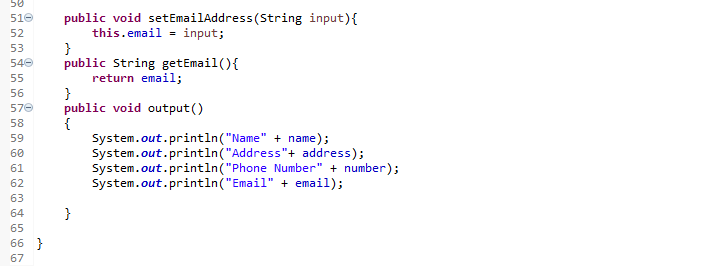 50
51 public void setEmailAddress(String input){
52 this.email = input;
53 }
54 public String getEmail(){
55 return email;
56 }
57 public void output()
58 {
59 System.out.println("Name" + name);
60 System.out.println("Address"+ address);
61 System.out.println("Phone Number" + number);
62 System.out.println("Email" + email);
63
64 }
65
66 }
67